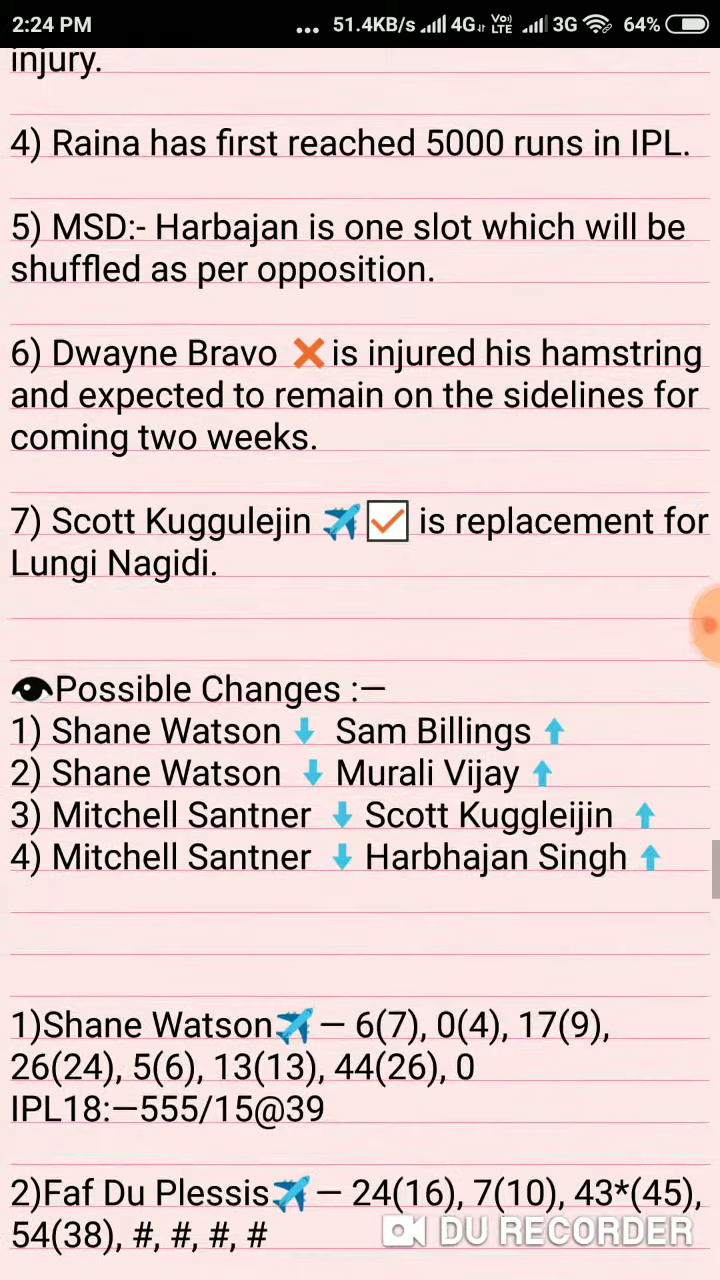 2:24 PM ... 51.4KB/s 4G Vo) LTE 3G 64%
injury.
4) Raina has first reached 5000 runs in IPL.
5) MSD:- Harbajan is one slot which will be
shuffled as per opposition.
6) Dwayne Bravo ❌is injured his hamstring
and expected to remain on the sidelines for
coming two weeks.
7) Scott Kuggulejin ✈️☑️ is replacement for
Lungi Nagidi.
👁️Possible Changes :—
1) Shane Watson ⬇️ Sam Billings ⬆️
2) Shane Watson ⬇️ Murali Vijay ⬆️
3) Mitchell Santner ⬇️ Scott Kuggleijin ⬆️
4) Mitchell Santner ⬇️ Harbhajan Singh ⬆️
1)Shane Watson✈️— 6(7), 0(4), 17(9),
26(24), 5(6), 13(13), 44(26), 0
IPL18:—555/15@39
2)Faf Du Plessis✈️— 24(16), 7(10), 43*(45),
54(38), #, #, #, #
DU RECORDER